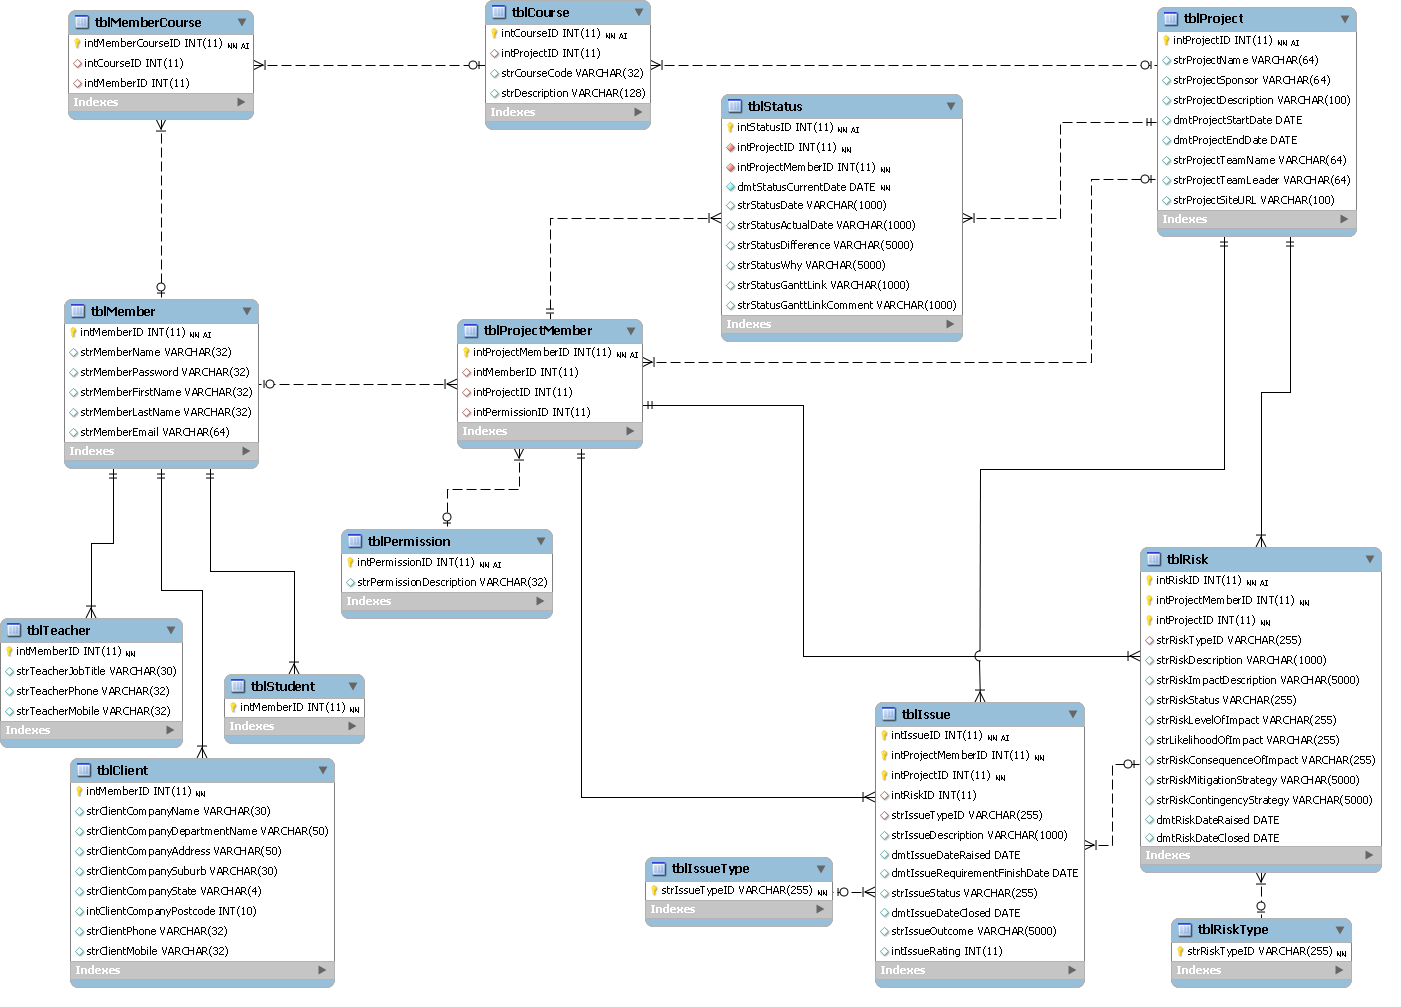 tblMemberCourse
intMemberCourseID INT(11) NN AI
intCourseID INT(11)
intMemberID INT(11)
Indexes
tblCourse
intCourseID INT(11) NN AI
intProjectID INT(11)
strCourseCode VARCHAR(32)
strDescription VARCHAR(128)
Indexes
tblProject
intProjectID INT(11) NN AI
strProjectName VARCHAR(64)
strProjectSponsor VARCHAR(64)
strProjectDescription VARCHAR(100)
dmtProjectStartDate DATE
dmtProjectEndDate DATE
strProjectTeamName VARCHAR(64)
strProjectTeamLeader VARCHAR(64)
strProjectSiteURL VARCHAR(100)
Indexes
tblStatus
intStatusID INT(11) NN AI
intProjectID INT(11) NN
intProjectMemberID INT(11) NN
dmtStatusCurrentDate DATE NN
strStatusDate VARCHAR(1000)
strStatusActualDate VARCHAR(1000)
strStatusDifference VARCHAR(5000)
strStatusWhy VARCHAR(5000)
strStatusGanttLink VARCHAR(1000)
strStatusGanttLinkComment VARCHAR(1000)
Indexes
tblMember
intMemberID INT(11) NN AI
strMemberName VARCHAR(32)
strMemberPassword VARCHAR(32)
strMemberFirstName VARCHAR(32)
strMemberLastName VARCHAR(32)
strMemberEmail VARCHAR(64)
Indexes
tblProjectMember
intProjectMemberID INT(11) NN AI
intMemberID INT(11)
intProjectID INT(11)
intPermissionID INT(11)
Indexes
tblPermission
intPermissionID INT(11) NN AI
strPermissionDescription VARCHAR(32)
Indexes
tblRisk
intRiskID INT(11) NN AI
intProjectMemberID INT(11) NN
intProjectID INT(11) NN
strRiskTypeID VARCHAR(255)
strRiskDescription VARCHAR(1000)
strRiskImpactDescription VARCHAR(5000)
strRiskStatus VARCHAR(255)
strRiskLevelOfImpact VARCHAR(255)
strLikelihoodOfImpact VARCHAR(255)
strRiskConsequenceOfImpact VARCHAR(255)
strRiskMitigationStrategy VARCHAR(5000)
strRiskContingencyStrategy VARCHAR(5000)
dmtRiskDateRaised DATE
dmtRiskDateClosed DATE
Indexes
tblTeacher
intMemberID INT(11) NN
strTeacherJobTitle VARCHAR(30)
strTeacherPhone VARCHAR(32)
strTeacherMobile VARCHAR(32)
Indexes
tblStudent
intMemberID INT(11) NN
Indexes
tblIssue
intIssueID INT(11) NN AI
intProjectMemberID INT(11) NN
intProjectID INT(11) NN
intRiskID INT(11)
strIssueTypeID VARCHAR(255)
strIssueDescription VARCHAR(1000)
dmtIssueDateRaised DATE
dmtIssueRequirementFinishDate DATE
strIssueStatus VARCHAR(255)
dmtIssueDateClosed DATE
strIssueOutcome VARCHAR(5000)
intIssueRating INT(11)
Indexes
tblClient
intMemberID INT(11) NN
strClientCompanyName VARCHAR(30)
strClientCompanyDepartmentName VARCHAR(50)
strClientCompanyAddress VARCHAR(50)
strClientCompanySuburb VARCHAR(30)
strClientCompanyState VARCHAR(4)
intClientCompanyPostcode INT(10)
strClientPhone VARCHAR(32)
strClientMobile VARCHAR(32)
Indexes
tblIssueType
strIssueTypeID VARCHAR(255) NN
Indexes
tblRiskType
strRiskTypeID VARCHAR(255) NN
Indexes